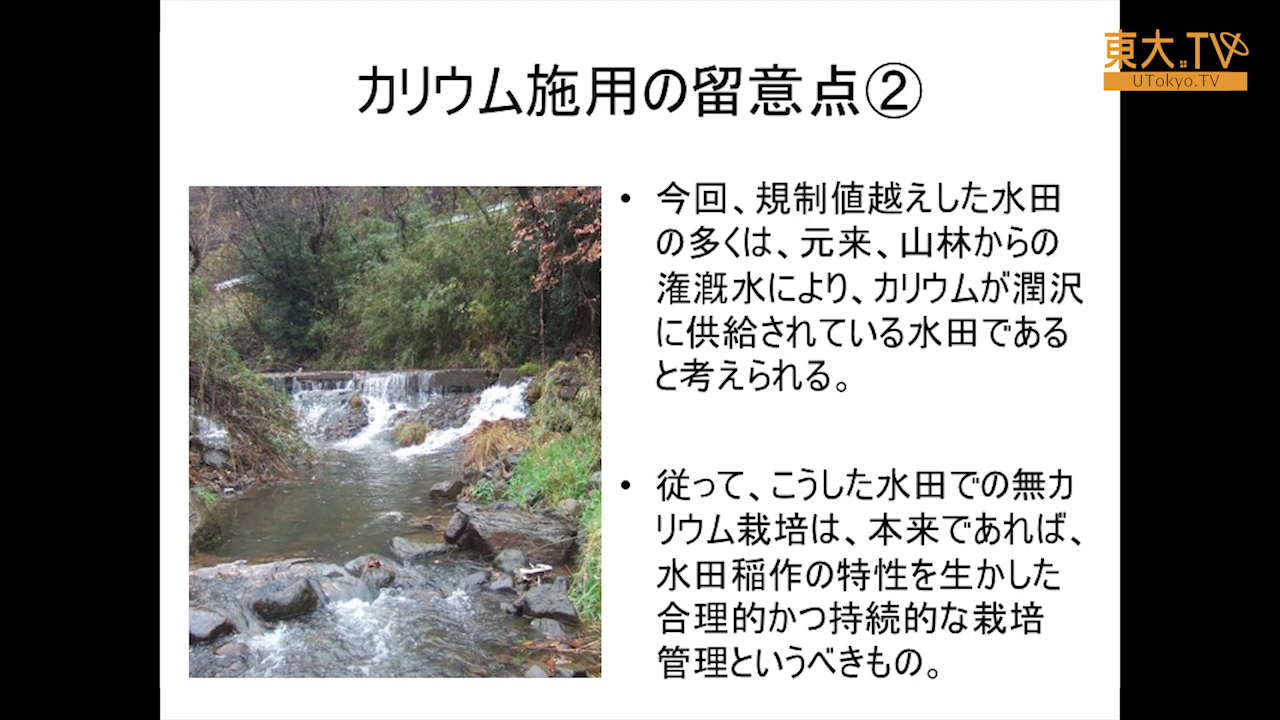 カリウム施用の留意点②
東大.TV
UTokyo.TV
• 今回、規制値越えした水田
の多くは、元来、山林からの
潅漑水により、カリウムが潤沢
に供給されている水田である
と考えられる。
• 従って、こうした水田での無カ
リウム栽培は、本来であれば、
水田稲作の特性を生かした
合理的かつ持続的な栽培
管理というべきもの。